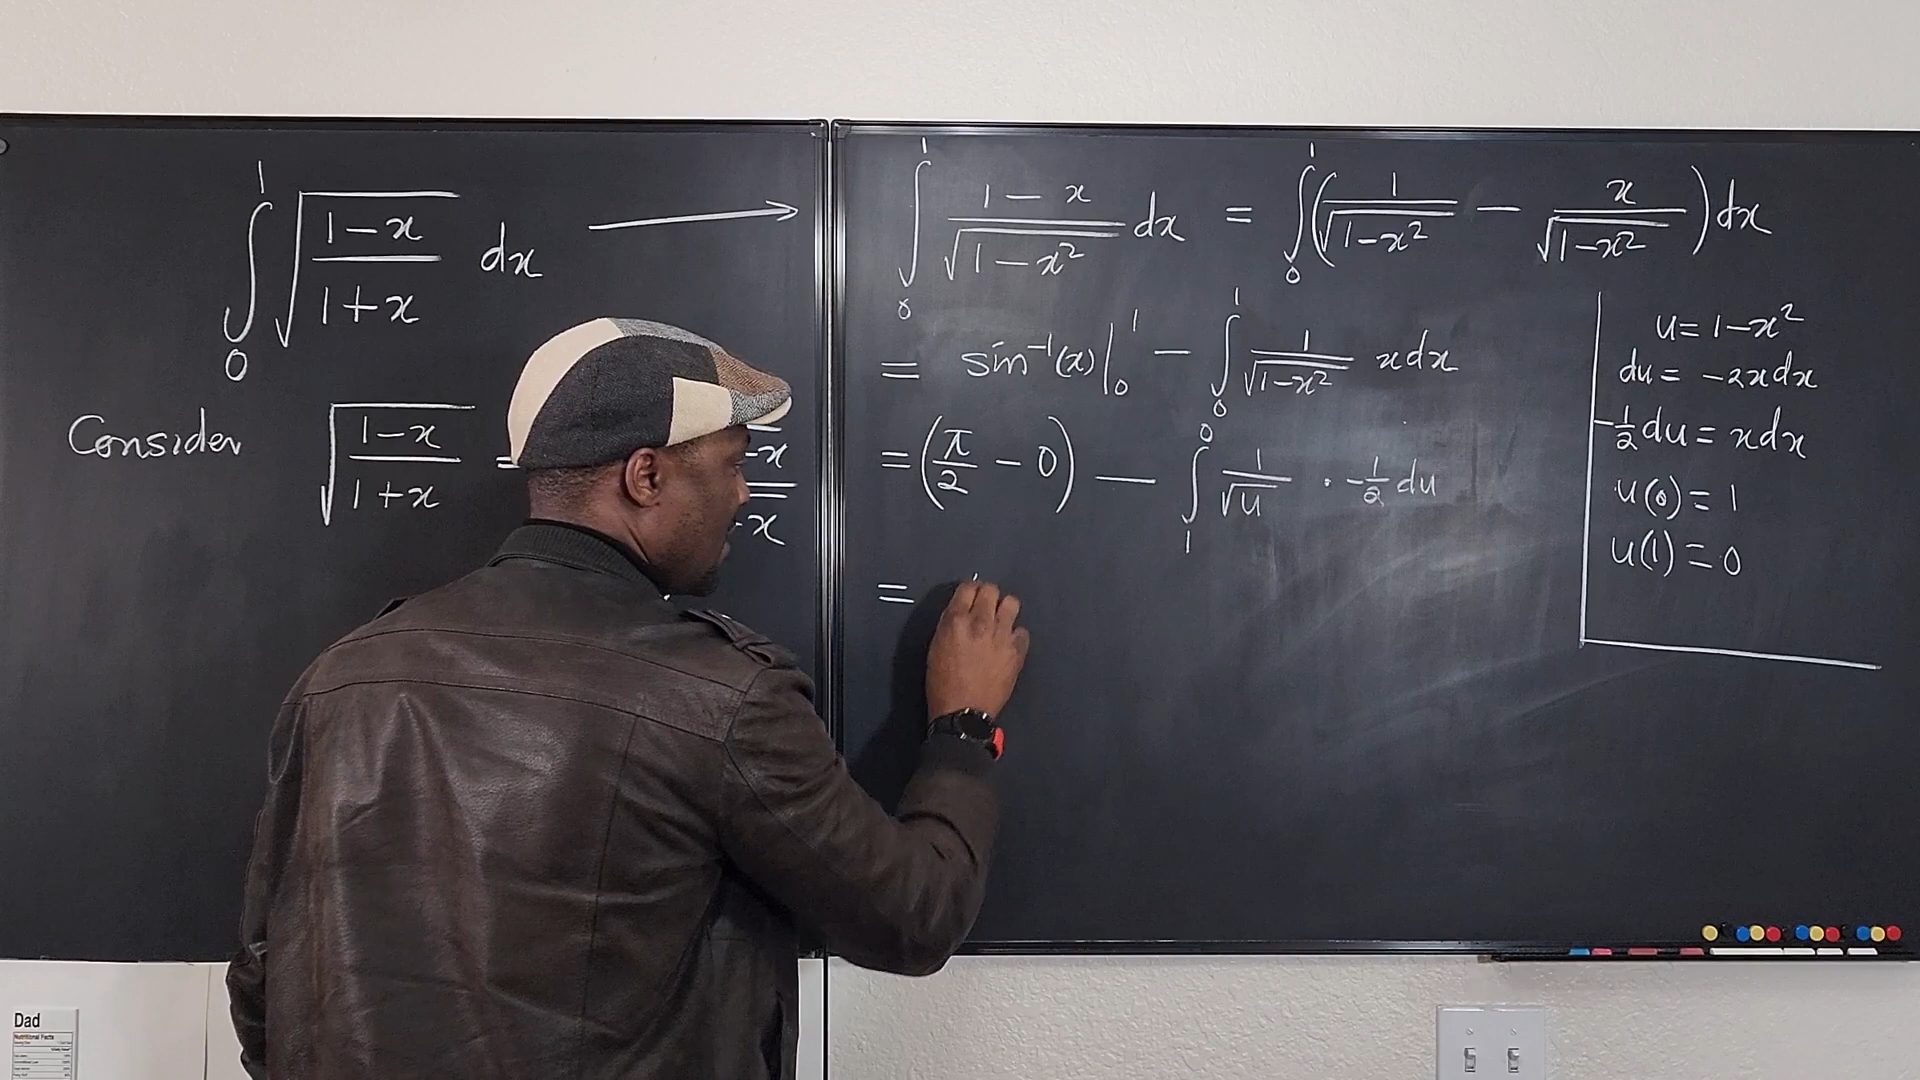 ∫₀¹ √((1-x)/(1+x)) dx →
Consider √((1-x)/(1+x)) = -x/-x
∫₀¹ (1-x)/√(1-x²) dx = ∫₀¹ (1/√(1-x²) - x/√(1-x²)) dx
= sin⁻¹(x)|₀¹ - ∫₀¹ 1/√(1-x²) x dx
= (π/2 - 0) - ∫₁⁰ 1/√u · -1/2 du
=
u = 1-x²
du = -2x dx
-1/2 du = x dx
u(0) = 1
u(1) = 0
Dad
Nutritional Facts